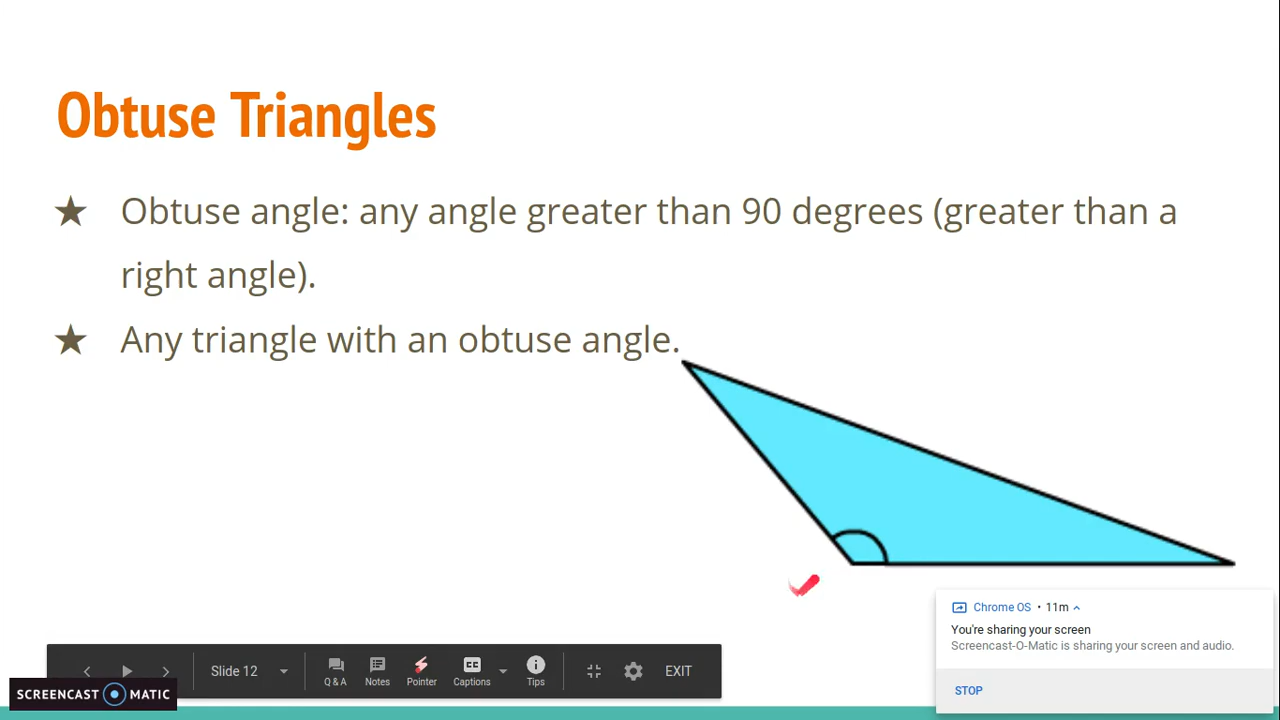 Obtuse Triangles
★ Obtuse angle: any angle greater than 90 degrees (greater than a
right angle).
★ Any triangle with an obtuse angle.
Chrome OS • 11m
You're sharing your screen
Screencast-O-Matic is sharing your screen and audio.
STOP
Slide 12
Q & A
Notes
Pointer
CC
Captions
Tips
EXIT
SCREENCAST MATIC